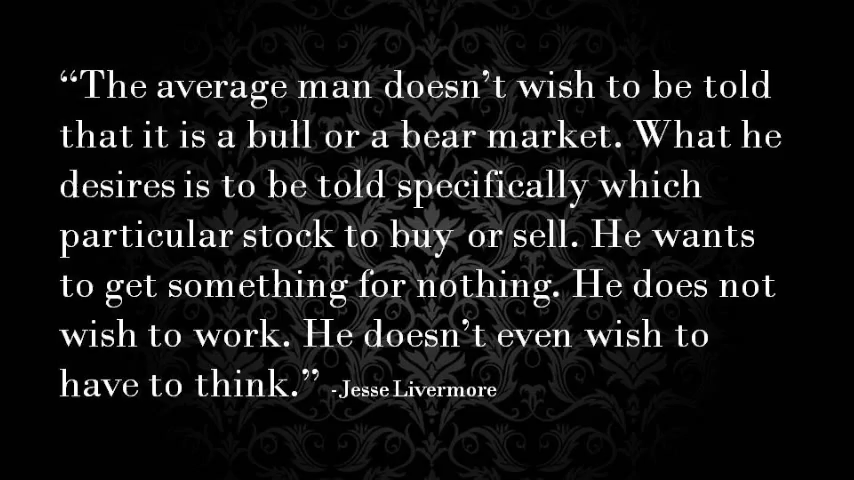 “The average man doesn’t wish to be told
that it is a bull or a bear market. What he
desires is to be told specifically which
particular stock to buy or sell. He wants
to get something for nothing. He does not
wish to work. He doesn’t even wish to
have to think.” -Jesse Livermore